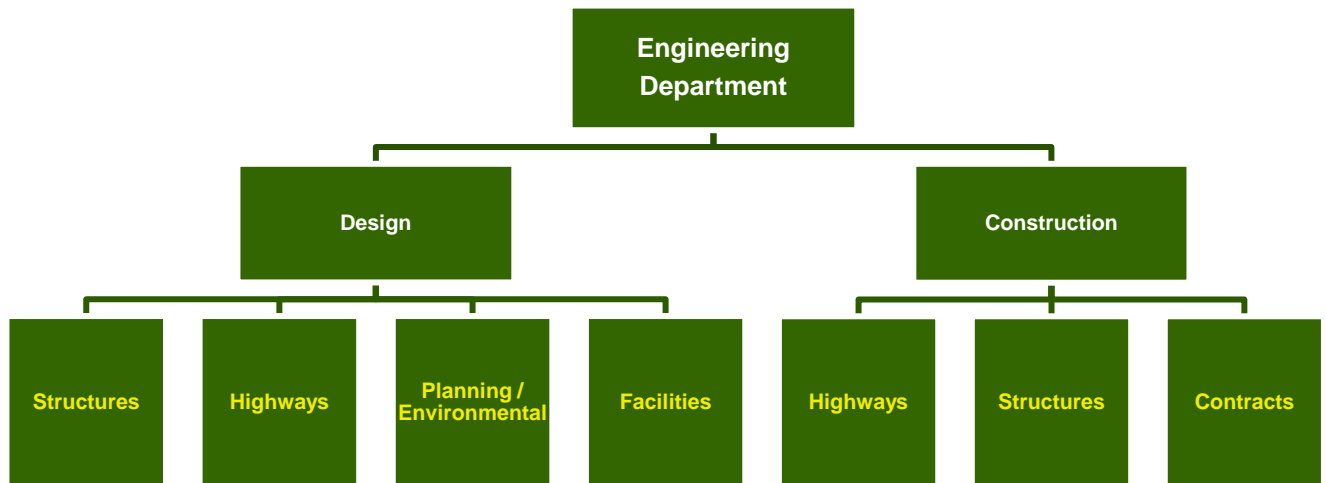 Engineering
Department
Design
Construction
Structures
Highways
Planning /
Environmental
Facilities
Highways
Structures
Contracts